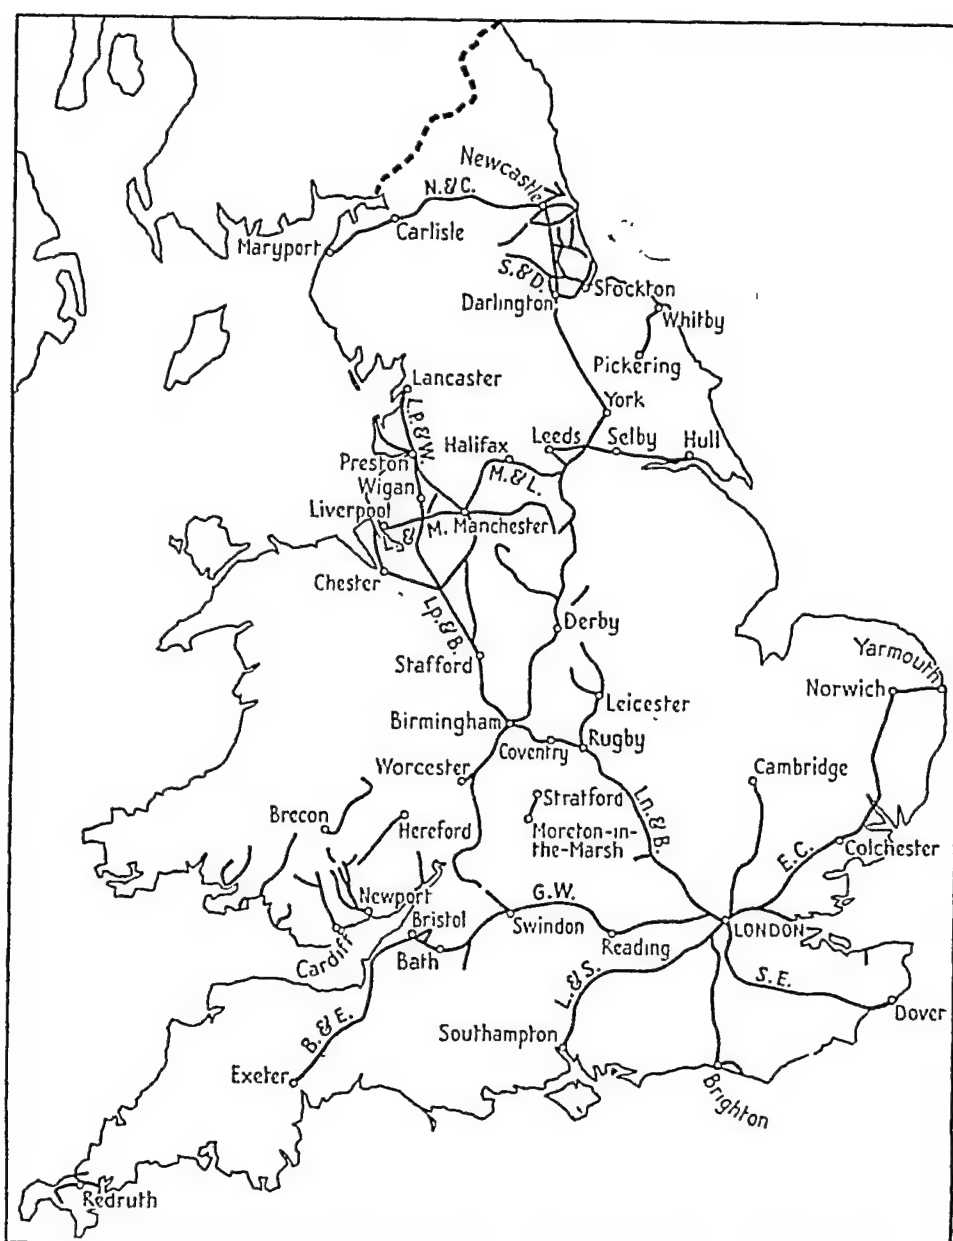 Newcastle
N.&C.
Carlisle
Maryport
S.&D.
Stockton
Darlington
Whitby
Pickering
Lancaster
York
L.P.&W.
Halifax
Leeds
Selby
Hull
Preston
M.&L.
Wigan
Liverpool
L.&M.
Manchester
Chester
Lp.&B.
Derby
Stafford
Yarmouth
Norwich
Leicester
Birmingham
Coventry
Rugby
Worcester
Cambridge
Stratford
Ln.&B.
Brecon
Hereford
Moreton-in-
the-Marsh
E.C.
Colchester
G.W.
Newport
Bristol
Swindon
LONDON
Cardiff
Bath
Reading
L.&S.
S.E.
Dover
B.&E.
Southampton
Exeter
Brighton
Redruth